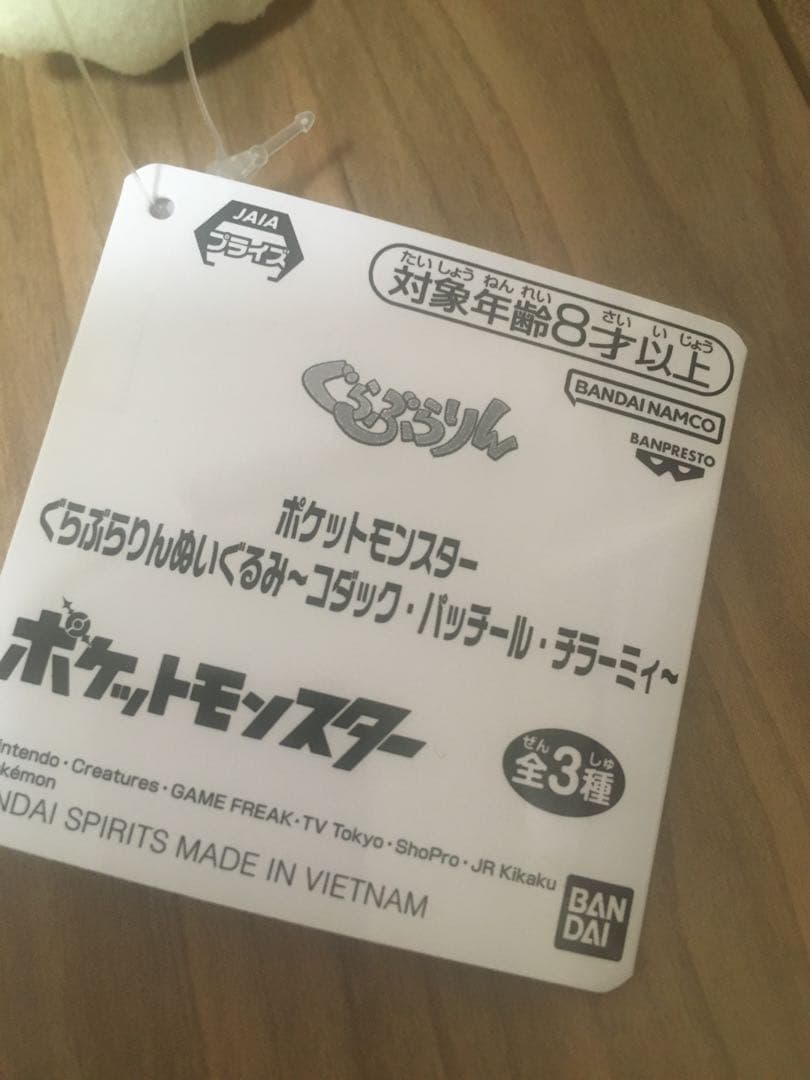 JAIA
プライズ
たいしょう ねん れい さい い じょう
対象年齢8才以上
ぐらぶらりん
BANDAI NAMCO
BANPRESTO
ポケットモンスター
ぐらぶらりんぬいぐるみ~コダック・パッチール・チラーミィ~
ポケットモンスター
ぜん しゅ
全3種
intendo・Creatures・GAME FREAK・TV Tokyo・ShoPro・JR Kikaku
okémon
NDAI SPIRITS MADE IN VIETNAM
BAN
DAI